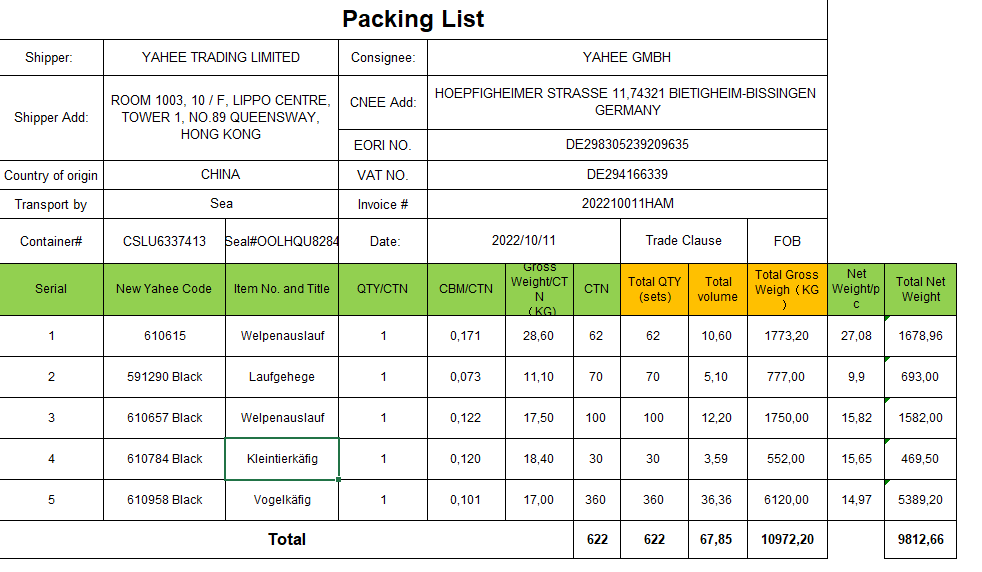 Packing List
Shipper: YAHEE TRADING LIMITED Consignee: YAHEE GMBH
Shipper Add: ROOM 1003, 10 / F, LIPPO CENTRE,
TOWER 1, NO.89 QUEENSWAY,
HONG KONG
CNEE Add: HOEPFIGHEIMER STRASSE 11,74321 BIETIGHEIM-BISSINGEN
GERMANY
EORI NO. DE298305239209635
Country of origin CHINA VAT NO. DE294166339
Transport by Sea Invoice # 202210011HAM
Container# CSLU6337413 Seal#OOLHQU8284 Date: 2022/10/11 Trade Clause FOB
Serial New Yahee Code Item No. and Title QTY/CTN CBM/CTN Gross
Weight/CT
N
（KG) CTN Total QTY
(sets) Total
volume Total Gross
Weigh（KG
） Net
Weight/p
c Total Net
Weight
1 610615 Welpenauslauf 1 0,171 28,60 62 62 10,60 1773,20 27,08 1678,96
2 591290 Black Laufgehege 1 0,073 11,10 70 70 5,10 777,00 9,9 693,00
3 610657 Black Welpenauslauf 1 0,122 17,50 100 100 12,20 1750,00 15,82 1582,00
4 610784 Black Kleintierkäfig 1 0,120 18,40 30 30 3,59 552,00 15,65 469,50
5 610958 Black Vogelkäfig 1 0,101 17,00 360 360 36,36 6120,00 14,97 5389,20
Total 622 622 67,85 10972,20 9812,66